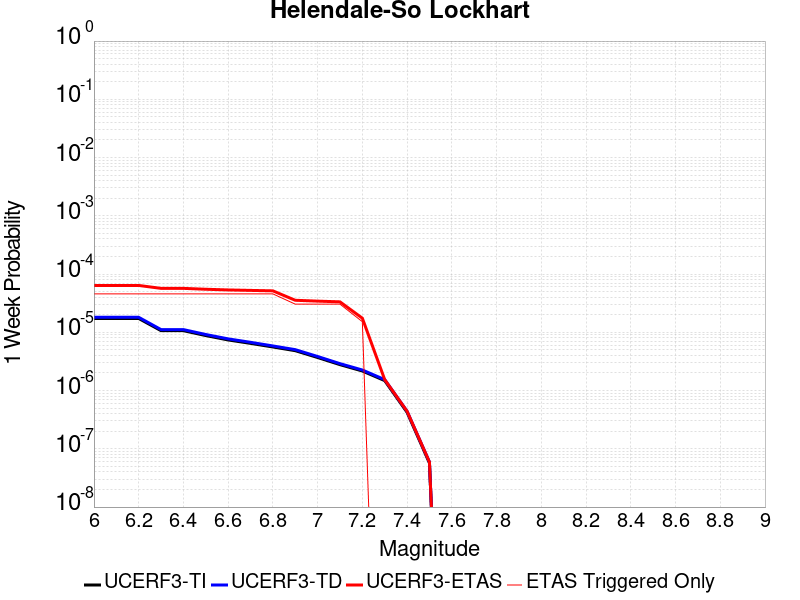 Helendale-So Lockhart
10^0
10^-1
10^-2
10^-3
10^-4
10^-5
10^-6
10^-7
10^-8
1 Week Probability
6 6.2 6.4 6.6 6.8 7 7.2 7.4 7.6 7.8 8 8.2 8.4 8.6 8.8 9
Magnitude
UCERF3-TI UCERF3-TD UCERF3-ETAS ETAS Triggered Only